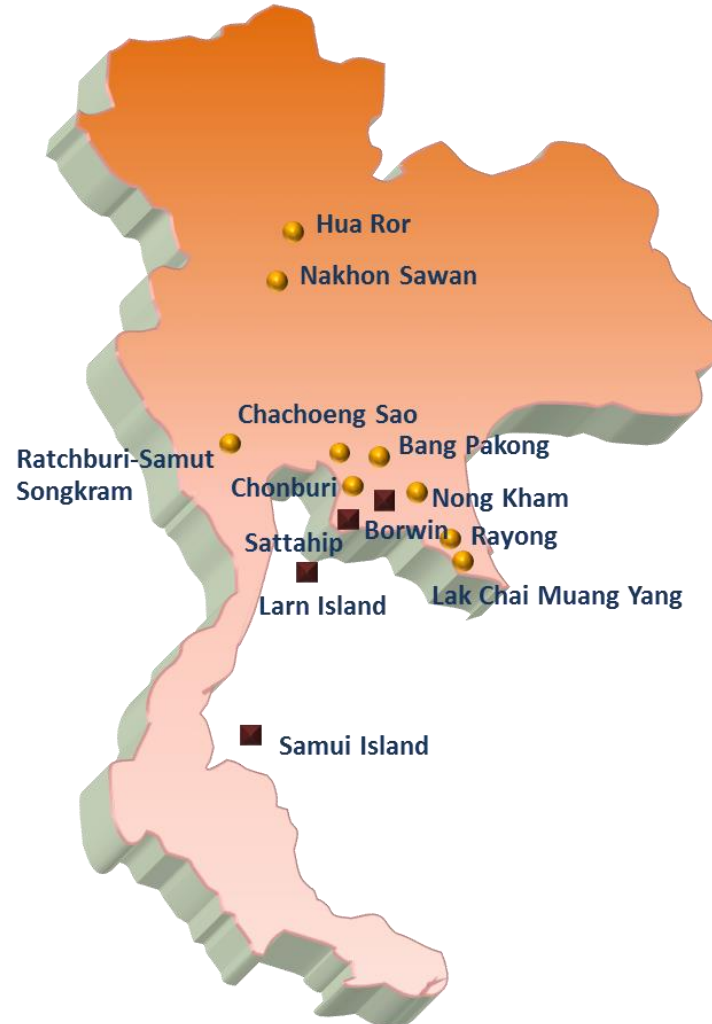 Hua Ror
Nakhon Sawan
Chachoeng Sao
Bang Pakong
Ratchburi-Samut
Songkram
Chonburi
Nong Kham
Borwin
Rayong
Sattahip
Lak Chai Muang Yang
Larn Island
Samui Island